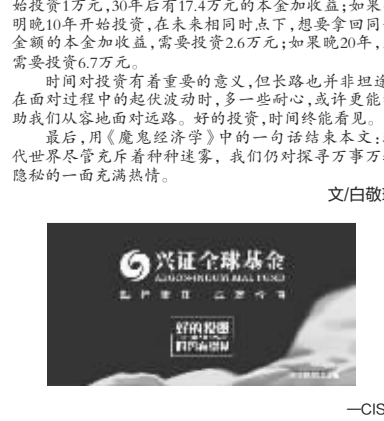 始投资1万元,30年后有17.4万元的本金加收益;如果
明晚10年开始投资,在未来相同时点下,想要拿回同
金额的本金加收益,需要投资2.6万元;如果晚20年,
需要投资6.7万元。
时间对投资有着重要的意义,但长路也并非坦途
在面对过程中的起伏波动时,多一些耐心,或许更能
助我们从容地面对远路。好的投资,时间终能看见。
最后,用《魔鬼经济学》中的一句话结束本文:
代世界尽管充斥着种种迷雾,我们仍对探寻万事万
隐秘的一面充满热情。
文/白敬
兴证全球基金
AEGON-INDUSTRIAL FUND
好的投资
时间看得见
—CIS